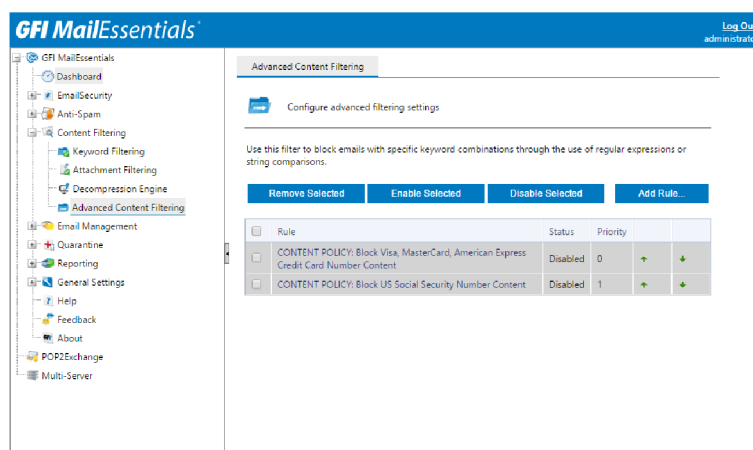 GFI MailEssentials
Log Ou
administrato
GFI MailEssentials
Dashboard
EmailSecurity
Anti-Spam
Content Filtering
Keyword Filtering
Attachment Filtering
Decompression Engine
Advanced Content Filtering
Email Management
Quarantine
Reporting
General Settings
Help
Feedback
About
POP2Exchange
Multi-Server
Advanced Content Filtering
Configure advanced filtering settings
Use this filter to block emails with specific keyword combinations through the use of regular expressions or
string comparisons.
Remove Selected Enable Selected Disable Selected Add Rule...
Rule Status Priority
CONTENT POLICY: Block Visa, MasterCard, American Express
Credit Card Number Content Disabled 0
CONTENT POLICY: Block US Social Security Number Content Disabled 1